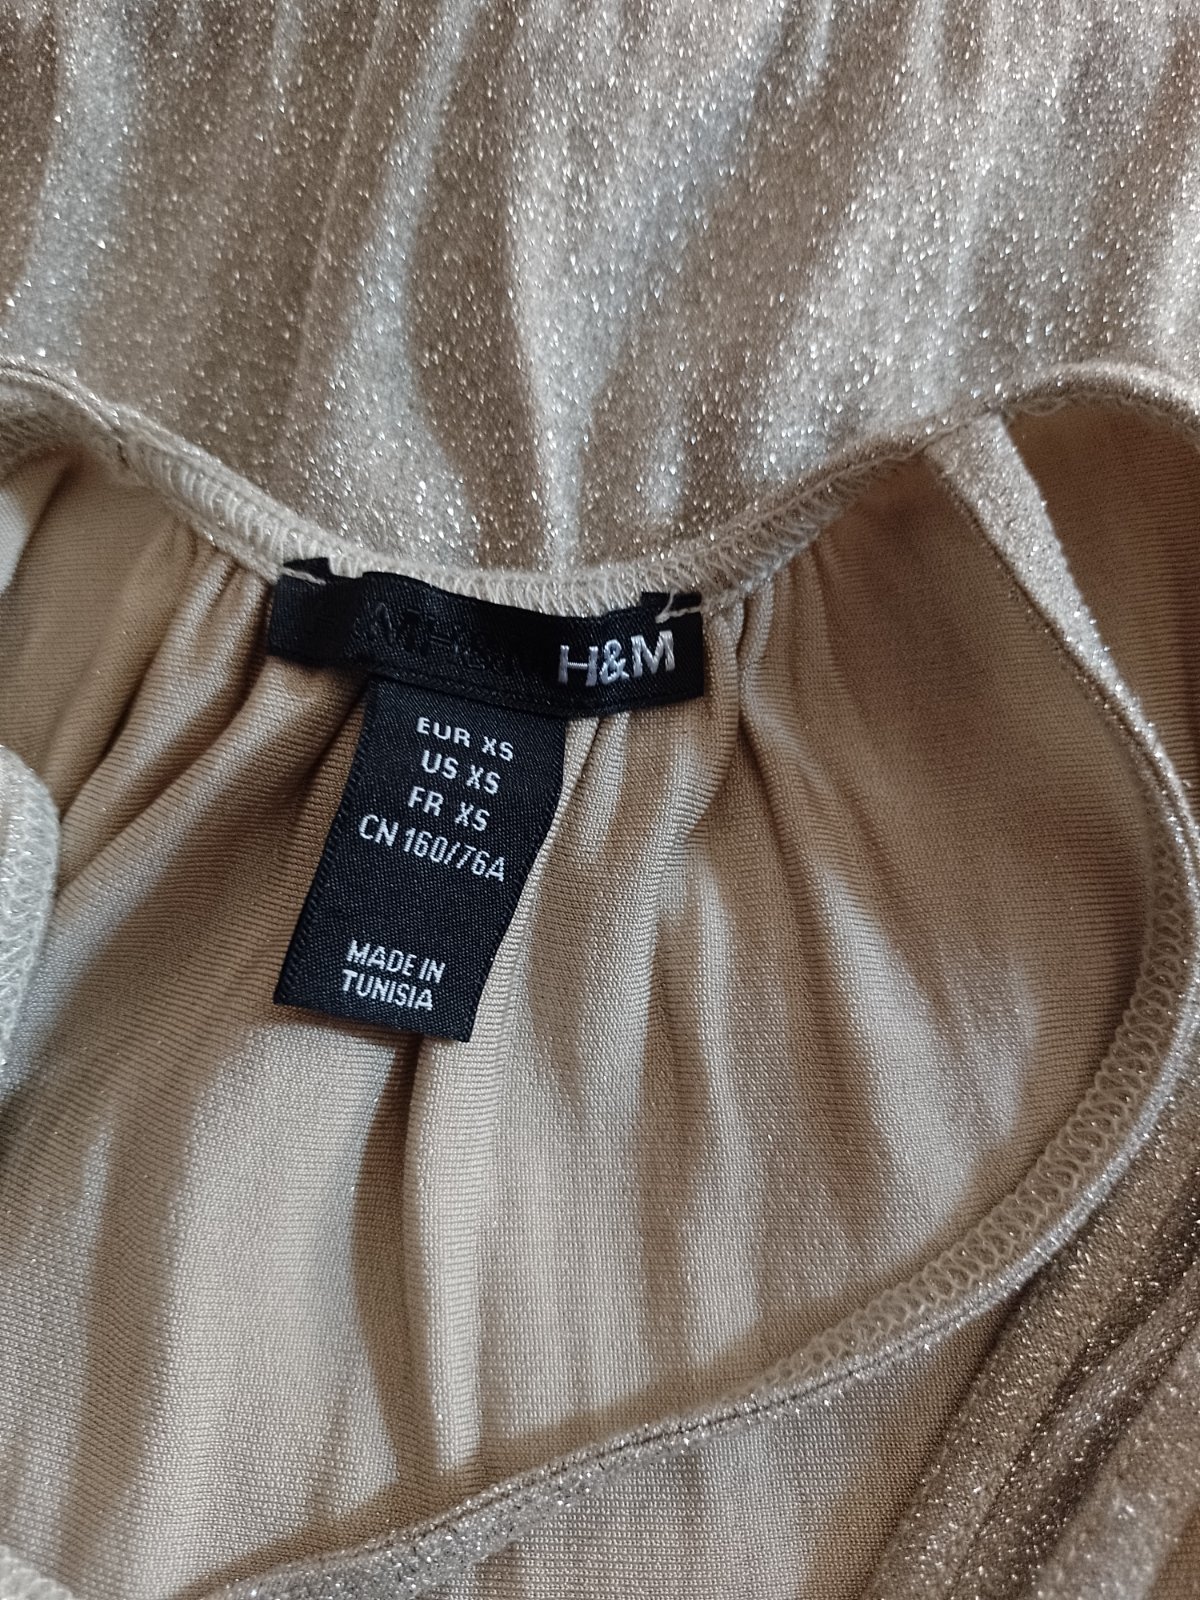 H&M
EUR XS
US XS
FR XS
CN 160/76A
MADE IN
TUNISIA